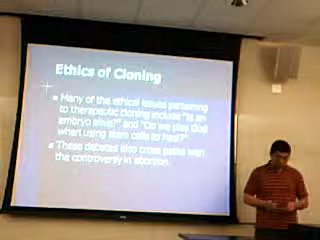 Ethics of Cloning
Many of the ethical issues pertaining
to therapeutic cloning include "Is an
embryo alive?" and "Do we play God
when using stem cells to heal?"
These debates also cross paths with
the controversy in abortion.